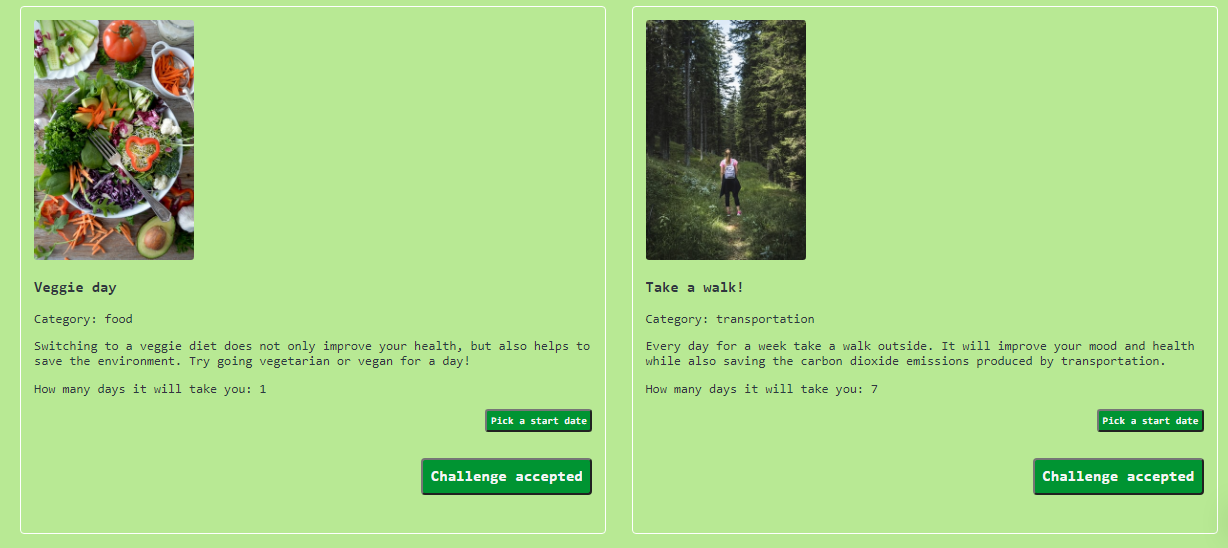 Veggie day
Category: food
Switching to a veggie diet does not only improve your health, but also helps to
save the environment. Try going vegetarian or vegan for a day!
How many days it will take you: 1
Pick a start date
Challenge accepted
Take a walk!
Category: transportation
Every day for a week take a walk outside. It will improve your mood and health
while also saving the carbon dioxide emissions produced by transportation.
How many days it will take you: 7
Pick a start date
Challenge accepted